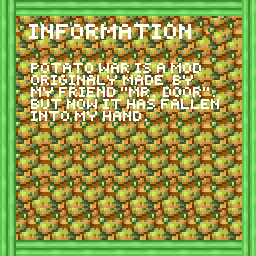 INFORMATION
POTATO WAR IS A MOD
ORIGINALY MADE BY
MY FRIEND "MR. DOOR".
BUT NOW IT HAS FALLEN
INTO MY HAND.